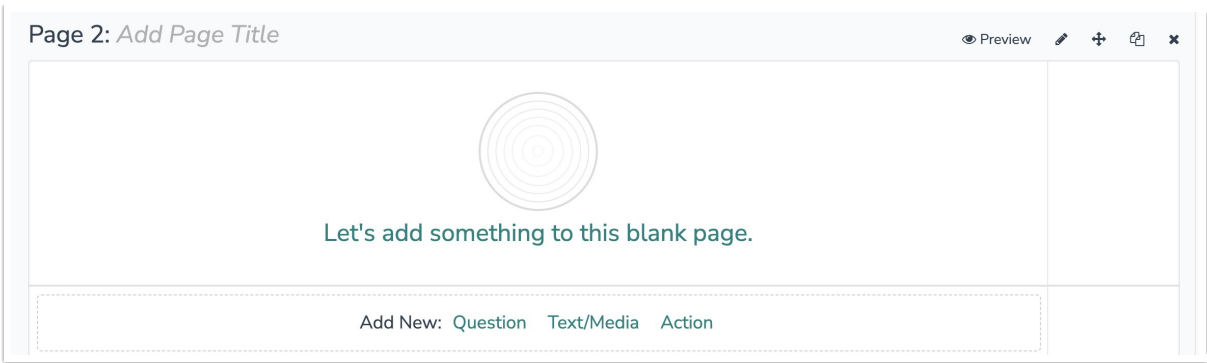 Page 2: Add Page Title
Preview
Let's add something to this blank page.
Add New: Question Text/Media Action